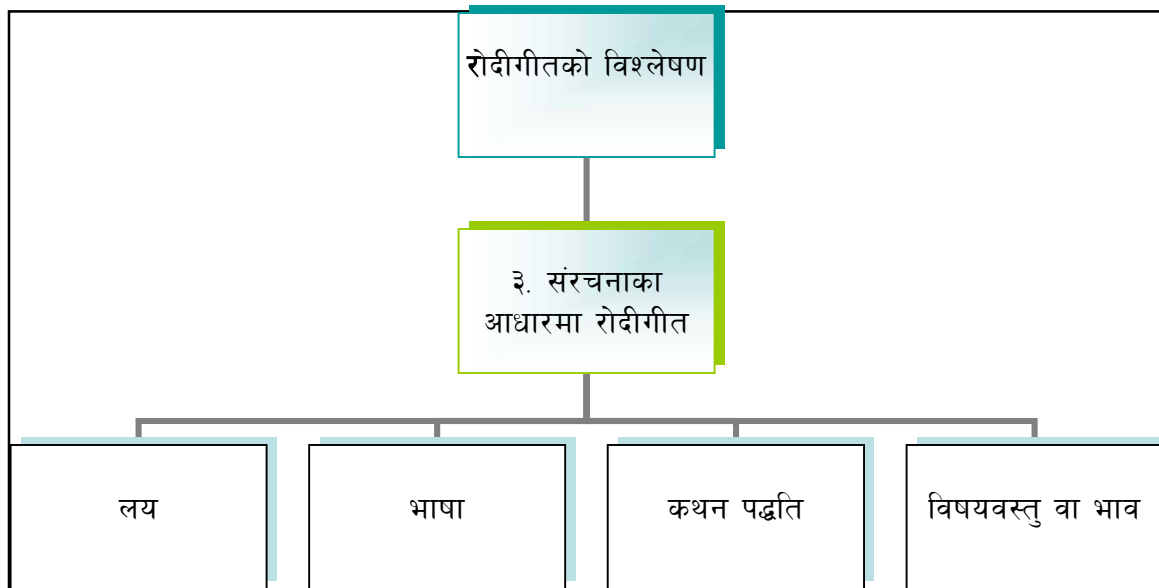 रोदीगीतको विश्लेषण
३. संरचनाका
आधारमा रोदीगीत
लय
भाषा
कथन पद्धति
विषयवस्तु वा भाव